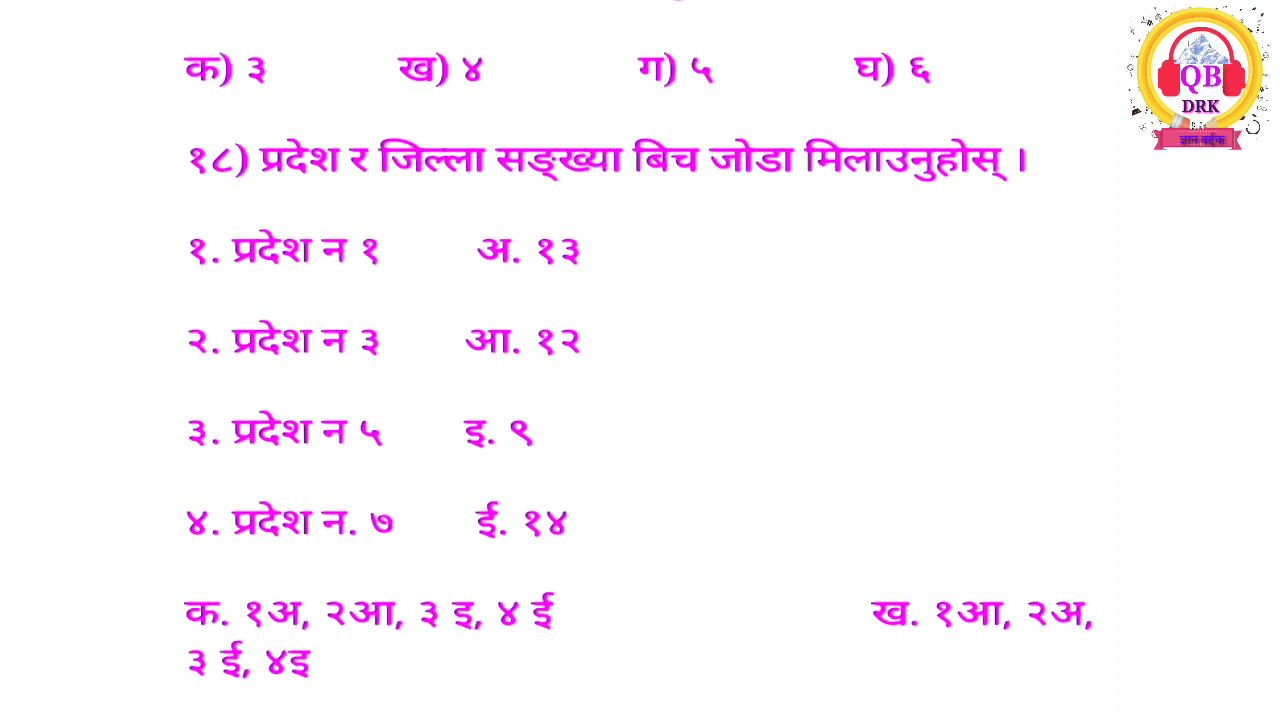 क) ३ ख) ४ ग) ५ घ) ६
QB
DRK
१८) प्रदेश र जिल्ला सङ्ख्या बिच जोडा मिलाउनुहोस् ।
१. प्रदेश न १ अ. १३
२. प्रदेश न ३ आ. १२
३. प्रदेश न ५ इ. ९
४. प्रदेश न. ७ ई. १४
क. १अ, २आ, ३ इ, ४ ई ख. १आ, २अ,
३ ई, ४इ